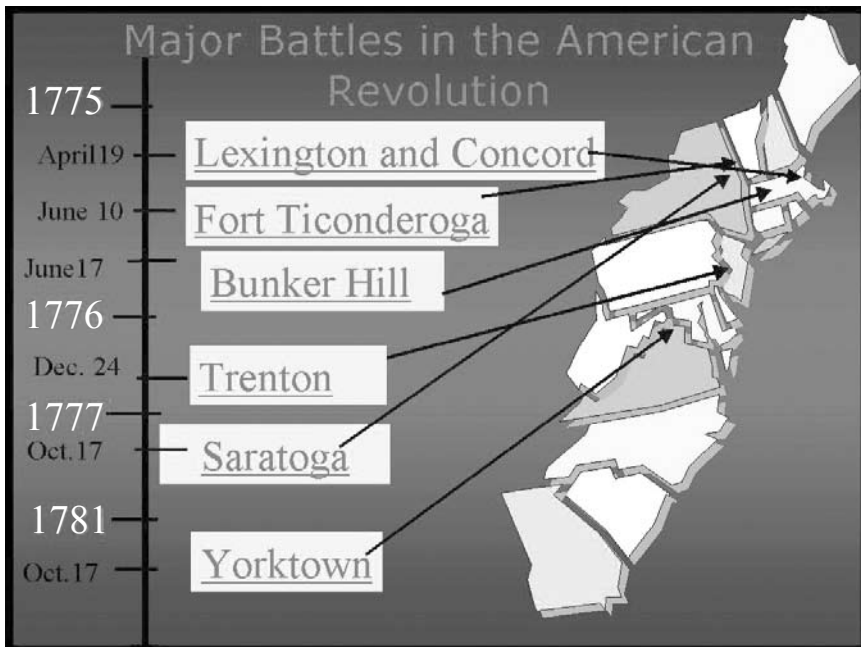 Major Battles in the American
Revolution
1775
April19
Lexington and Concord
June 10
Fort Ticonderoga
June17
Bunker Hill
1776
Dec. 24
Trenton
1777
Oct.17
Saratoga
1781
Oct.17
Yorktown